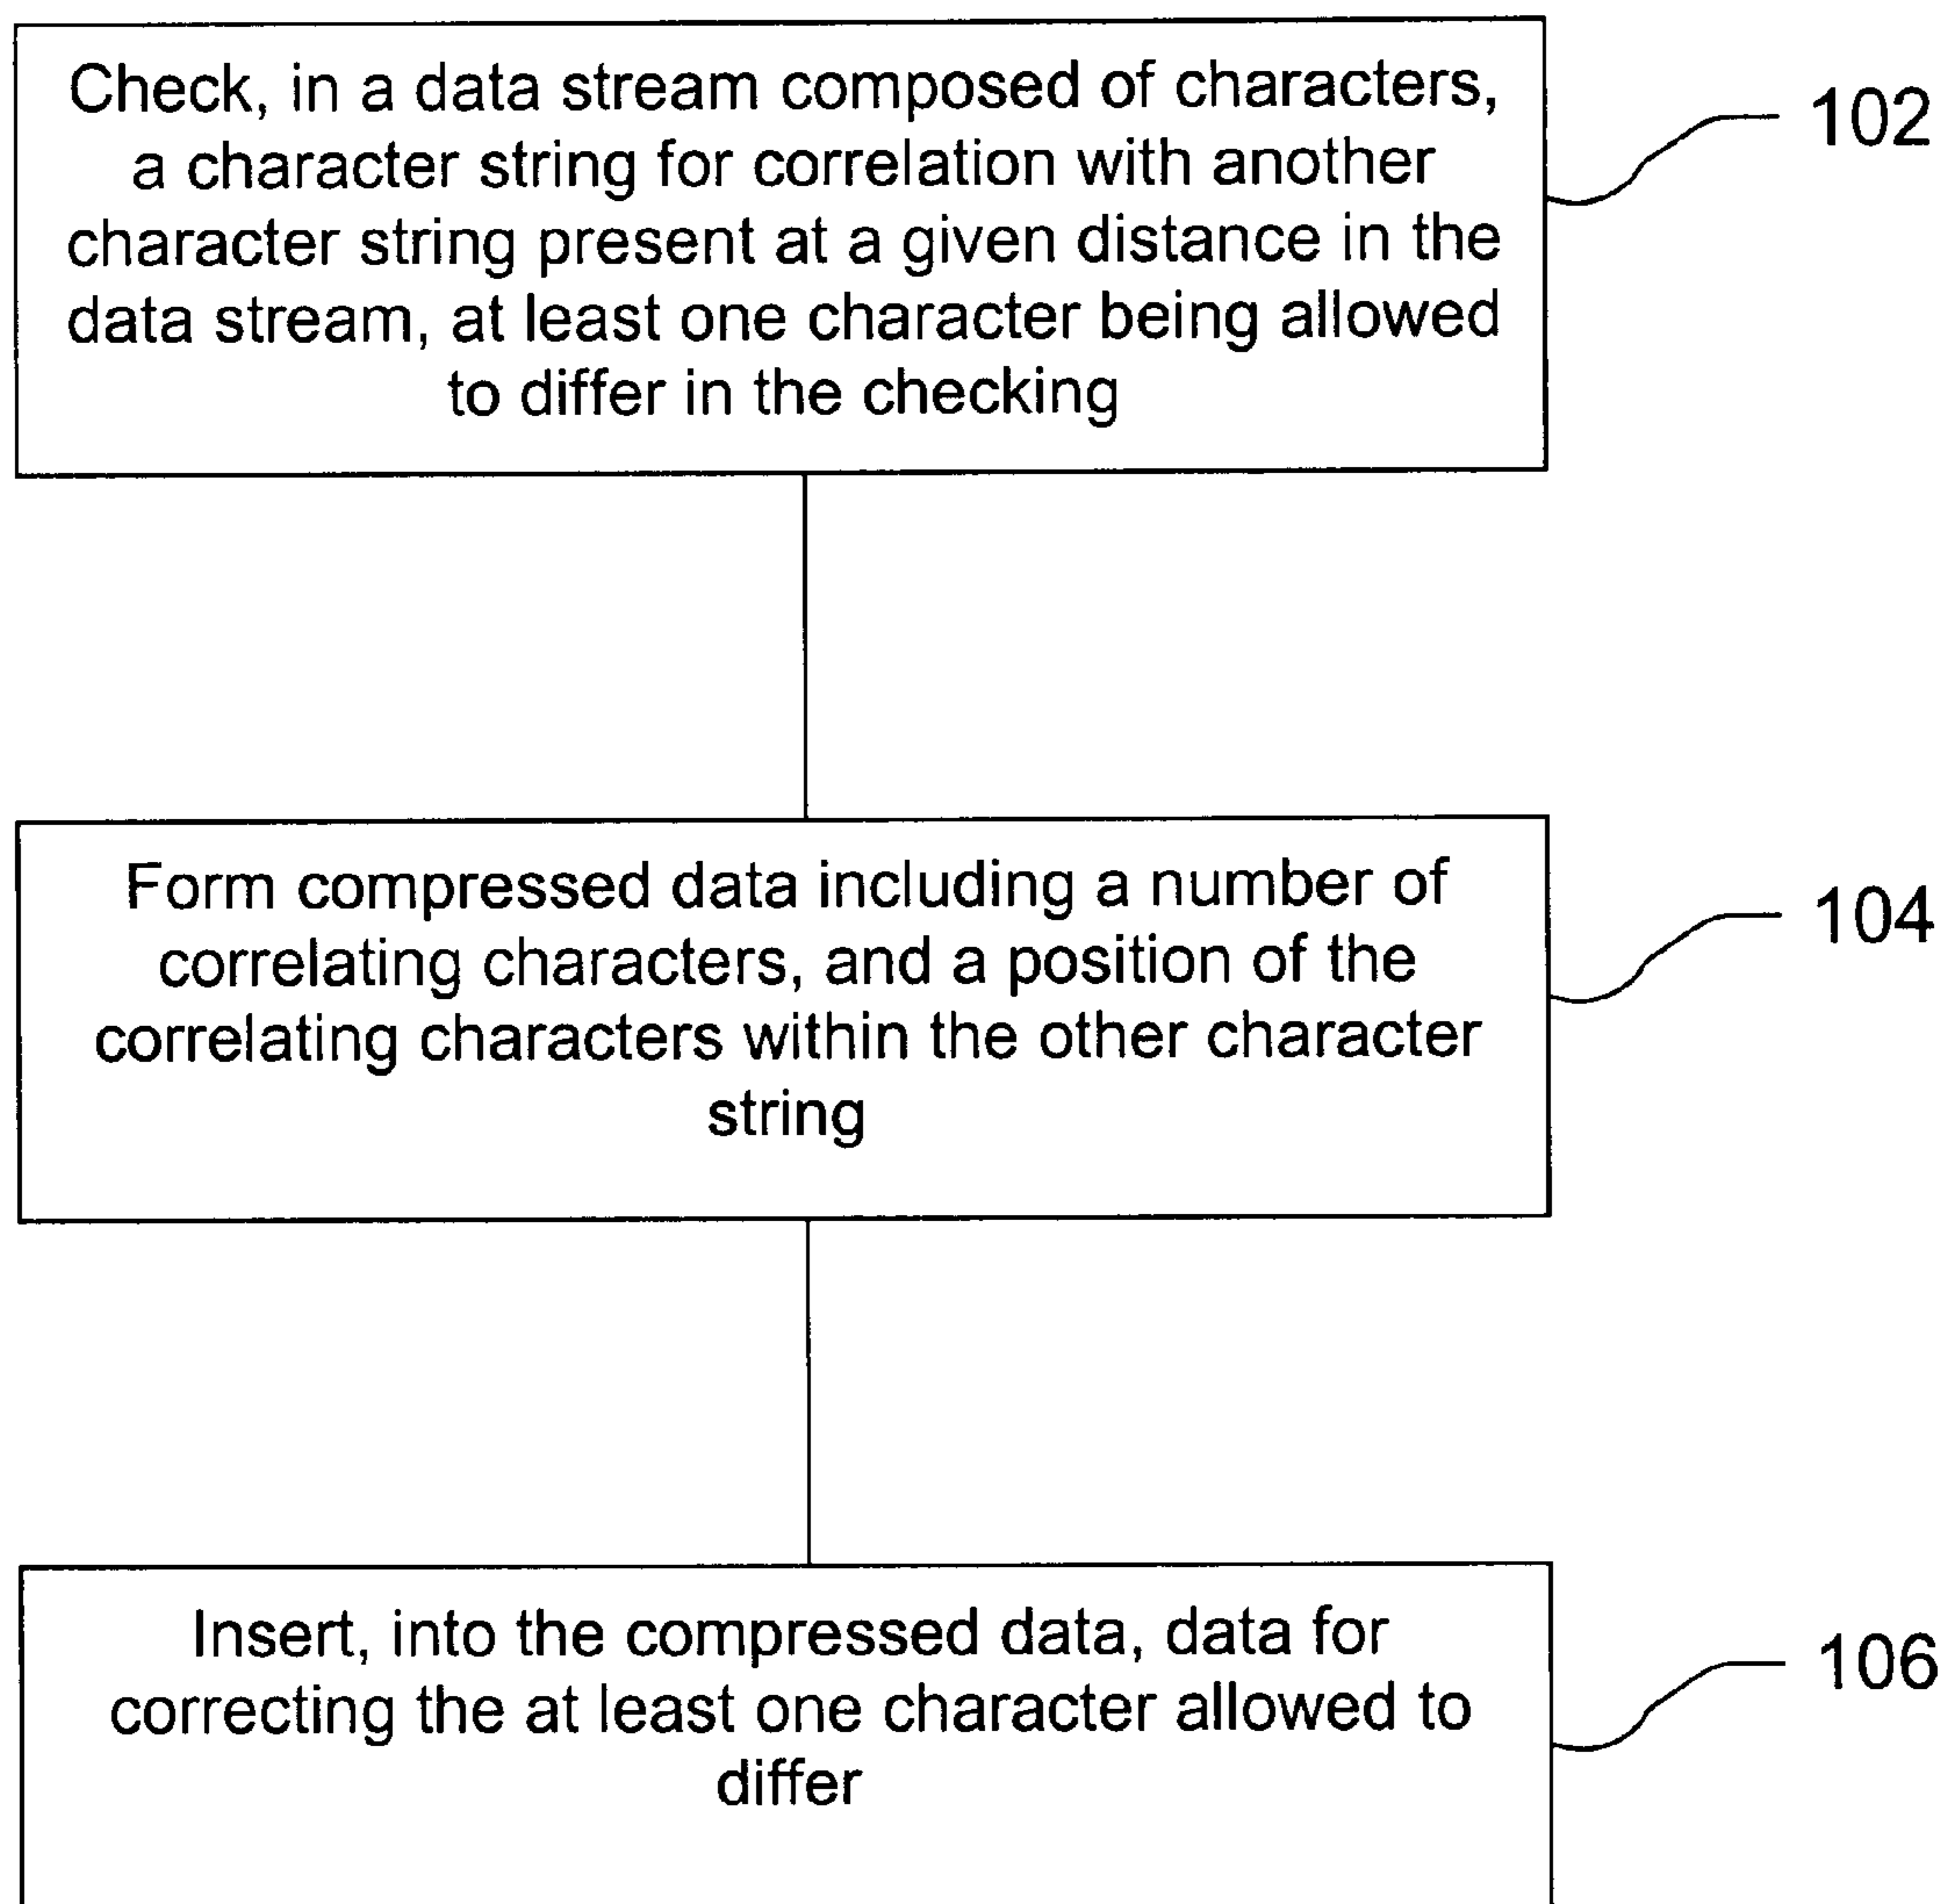 Check, in a data stream composed of characters,
a character string for correlation with another
character string present at a given distance in the
data stream, at least one character being allowed
to differ in the checking
102
Form compressed data including a number of
correlating characters, and a position of the
correlating characters within the other character
string
104
Insert, into the compressed data, data for
correcting the at least one character allowed to
differ
106